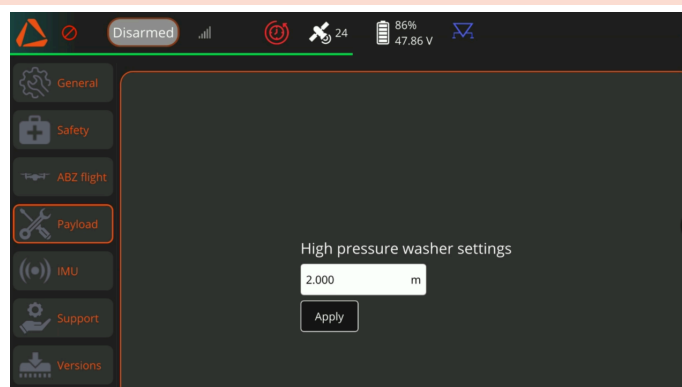 Disarmed
24
86%
47.86 V
General
Safety
ABZ flight
Payload
IMU
Support
Versions
High pressure washer settings
2.000 m
Apply